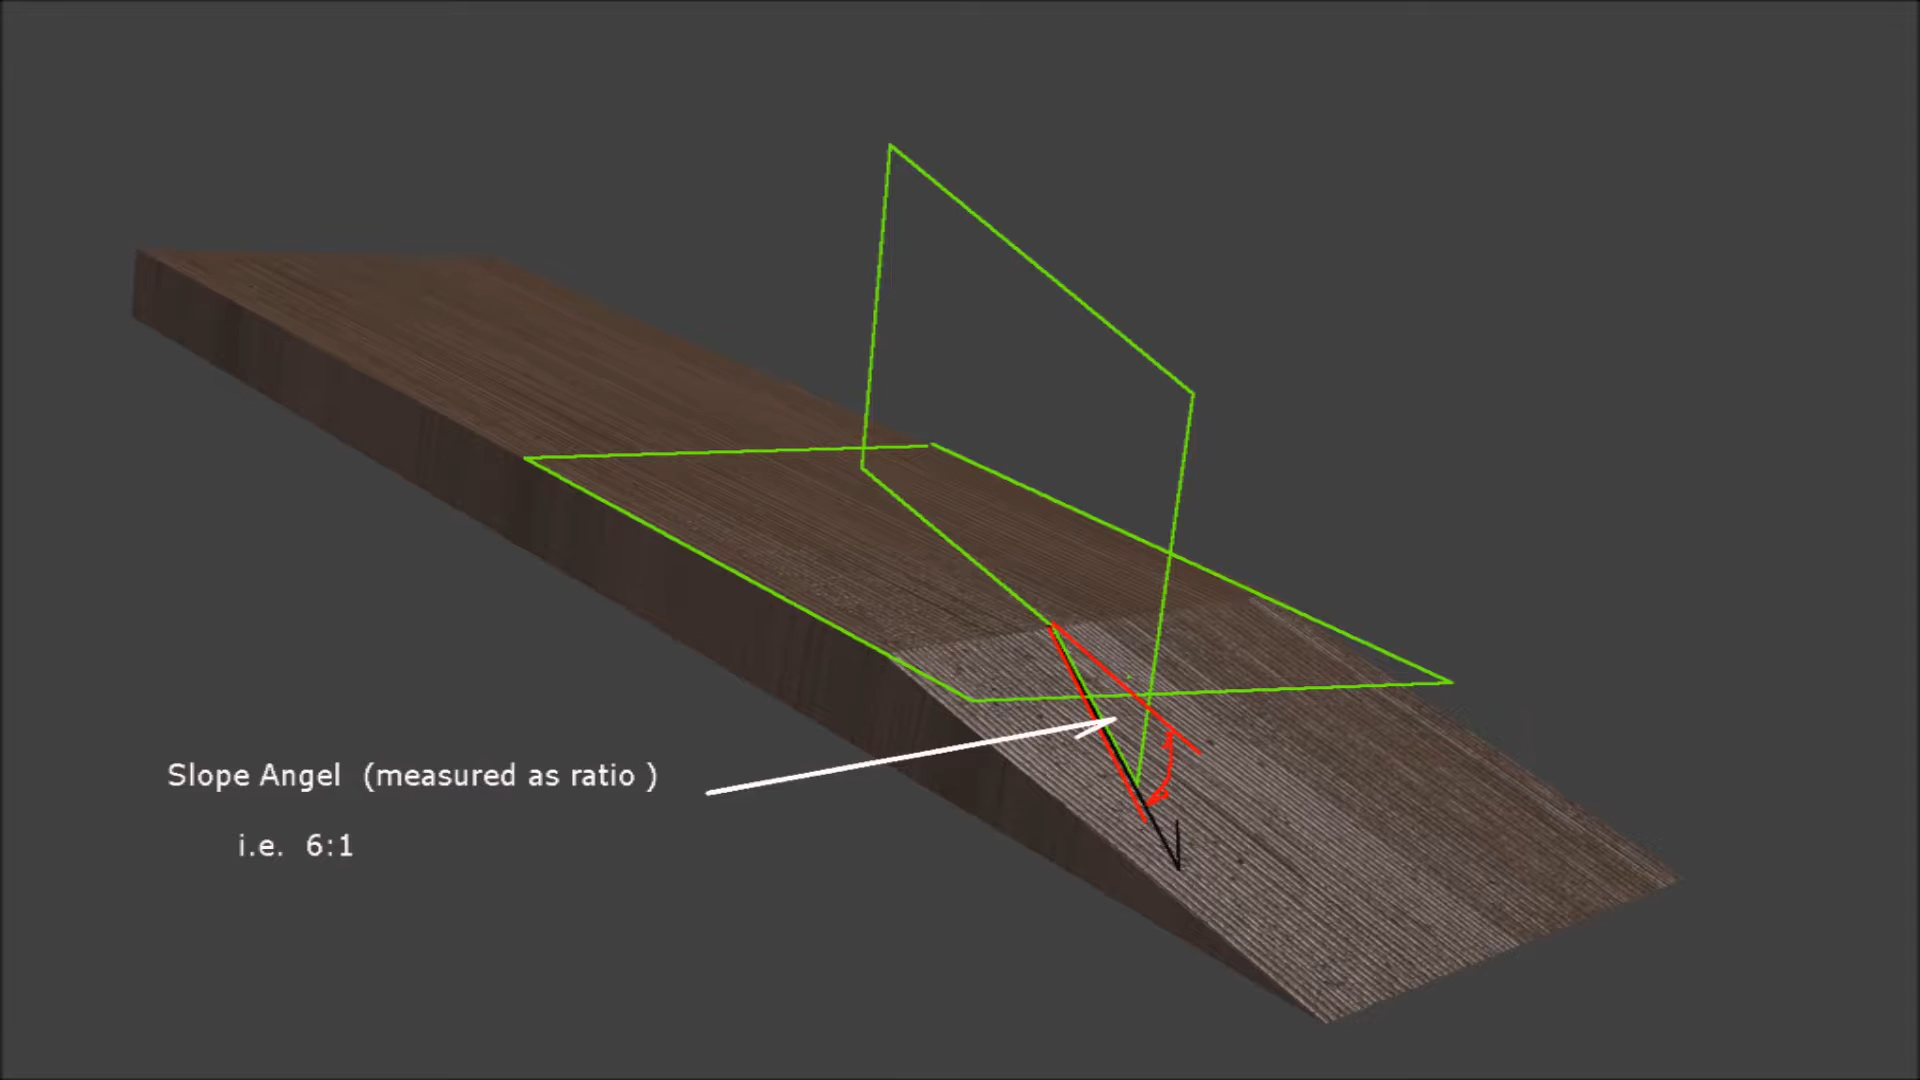 Slope Angel (measured as ratio )
i.e. 6:1